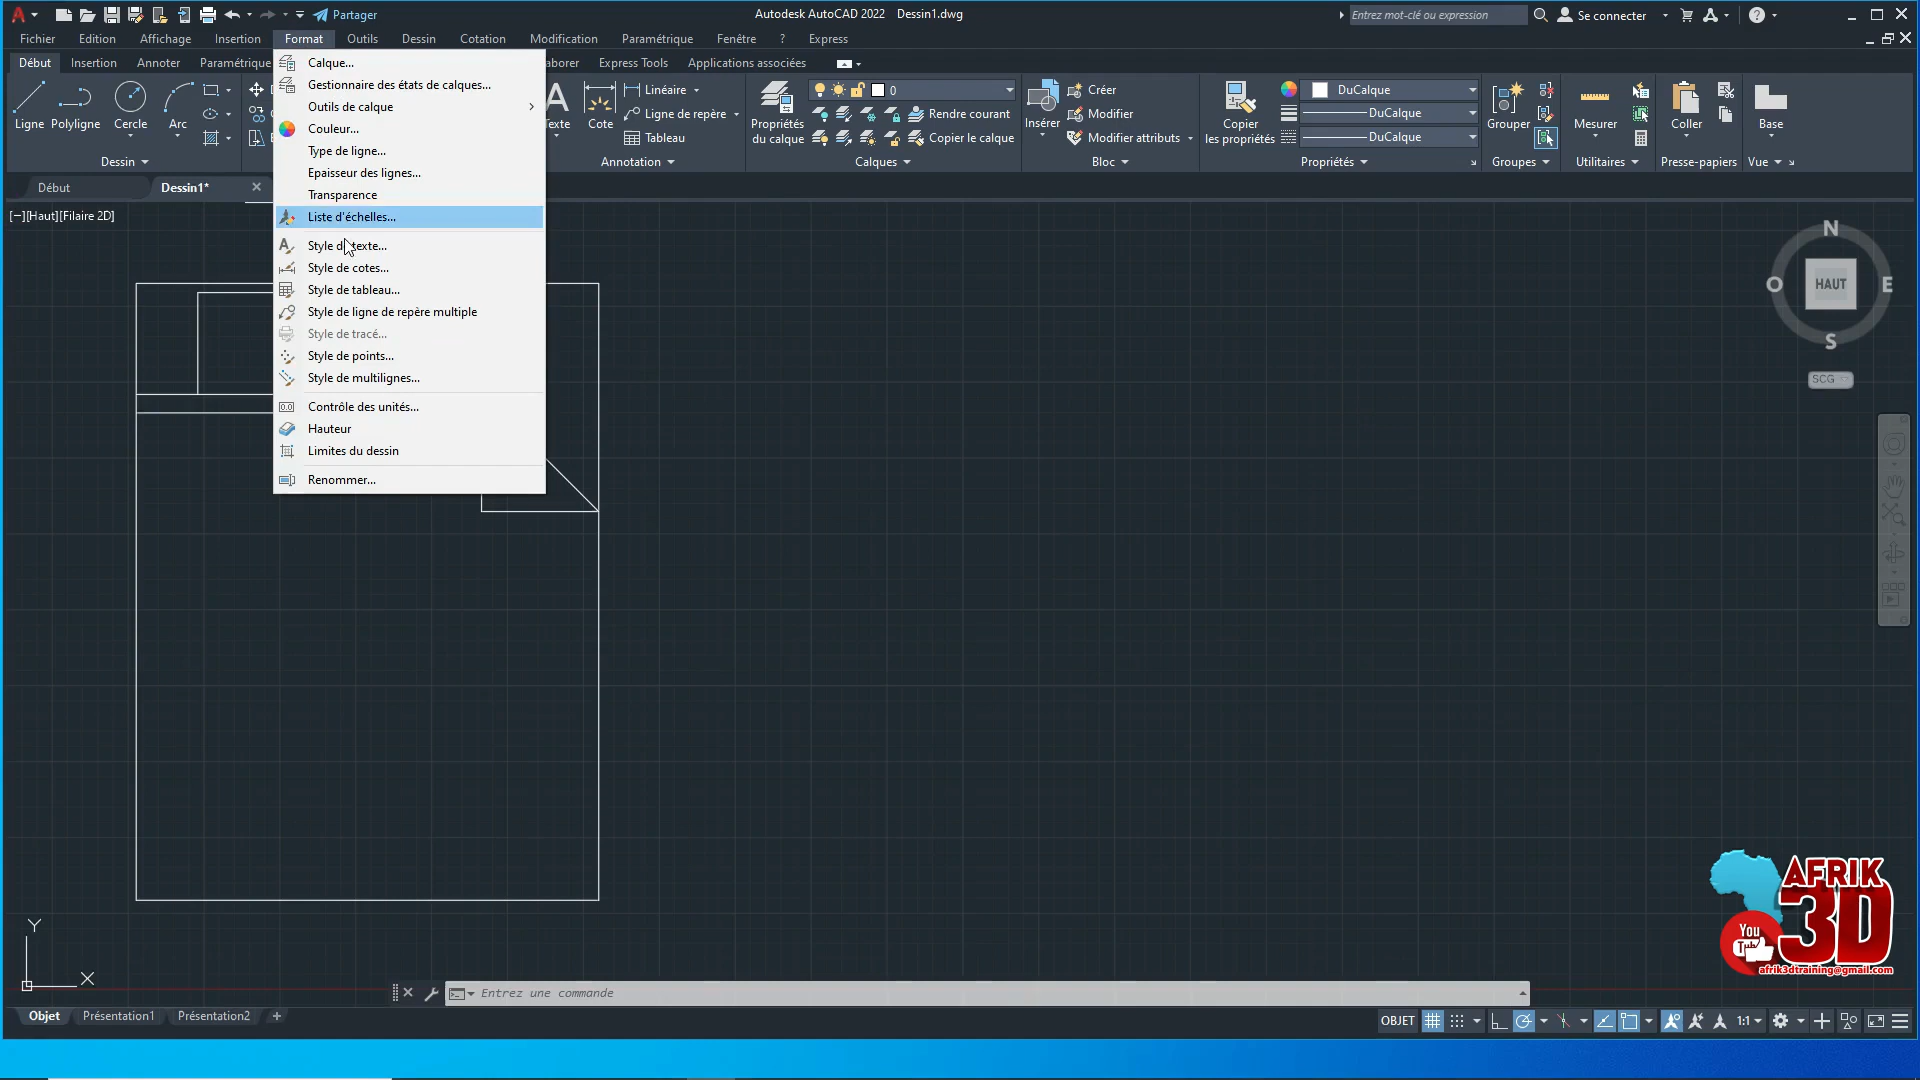 Partager
Autodesk AutoCAD 2022 Dessin1.dwg
Entrez mot-clé ou expression
Se connecter
Fichier Edition Affichage Insertion Format Outils Dessin Cotation Modification Paramétrique Fenêtre ? Express
Début Insertion Annoter Paramétrique aborer Express Tools Applications associées
Calque...
Gestionnaire des états de calques...
Outils de calque
Couleur...
Type de ligne...
Epaisseur des lignes...
Transparence
Liste d'échelles...
Style de texte...
Style de cotes...
Style de tableau...
Style de ligne de repère multiple
Style de tracé...
Style de points...
Style de multilignes...
Contrôle des unités...
Hauteur
Limites du dessin
Renommer...
Ligne Polyligne Cercle Arc
Dessin
Texte Cote
Linéaire
Ligne de repère
Tableau
Annotation
Propriétés
du calque
0
Rendre courant
Copier le calque
Calques
Insérer
Créer
Modifier
Modifier attributs
Bloc
Copier
les propriétés
DuCalque
DuCalque
DuCalque
Propriétés
Grouper
Groupes
Mesurer
Utilitaires
Coller
Presse-papiers
Base
Vue
Début Dessin1*
[−][Haut][Filaire 2D]
N
O HAUT E
S
SCG
Y
X
Entrez une commande
Objet Présentation1 Présentation2 +
OBJET
1:1
AFRIK
3D
You
Tube
afrik3dtraining@gmail.com